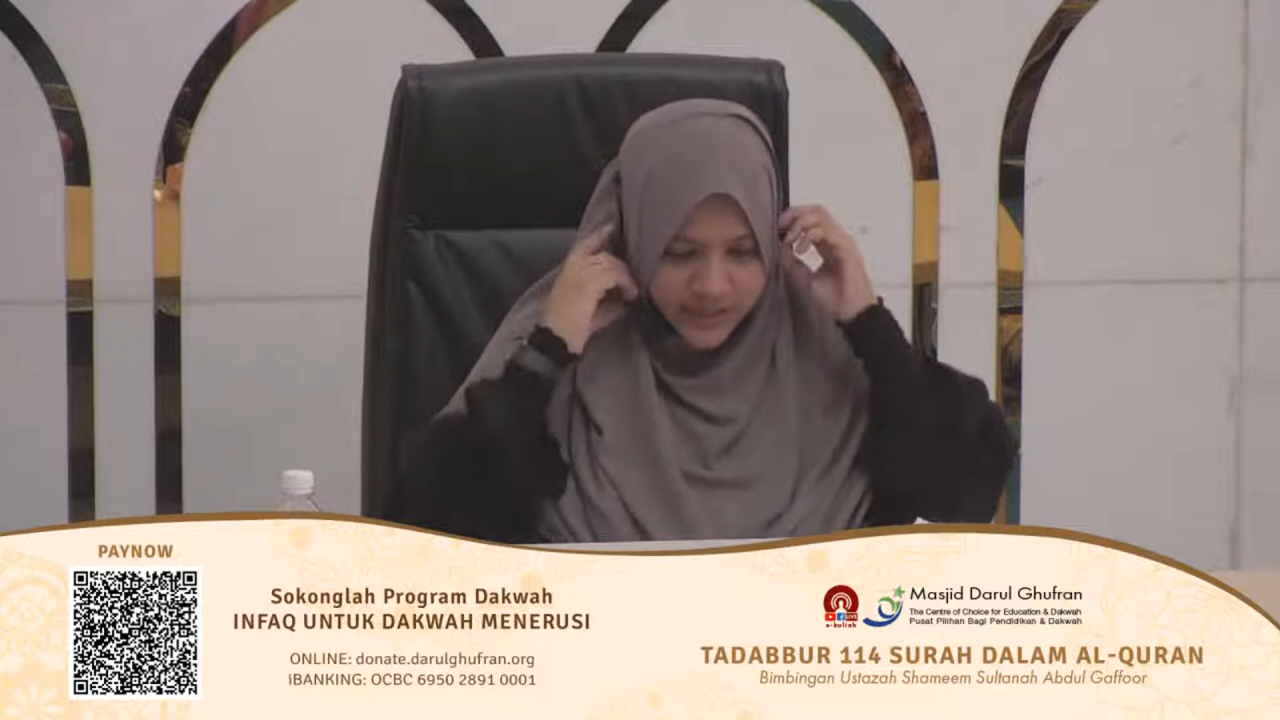 PAYNOW
Sokonglah Program Dakwah
INFAQ UNTUK DAKWAH MENERUSI
ONLINE: donate.darulghufran.org
iBANKING: OCBC 6950 2891 0001
LIVE
e-kuliah
Masjid Darul Ghufran
The Centre of Choice for Education & Dakwah
Pusat Pilihan Bagi Pendidikan & Dakwah
TADABBUR 114 SURAH DALAM AL-QURAN
Bimbingan Ustazah Shameem Sultanah Abdul Gaffoor